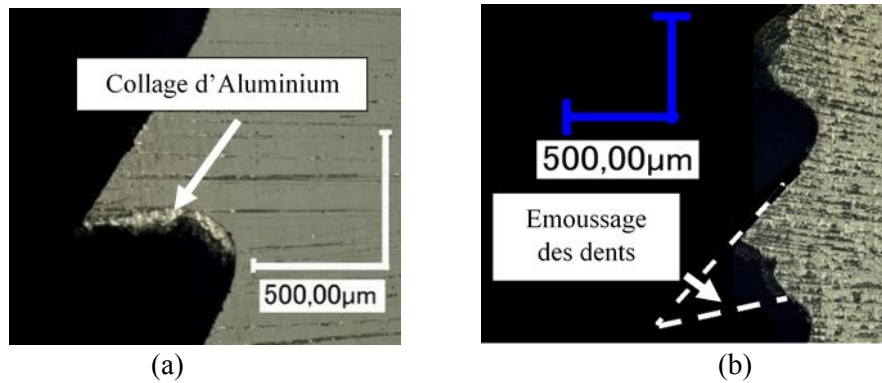 Collage d'Aluminium
500,00µm
(a)
500,00µm
Emoussage
des dents
(b)